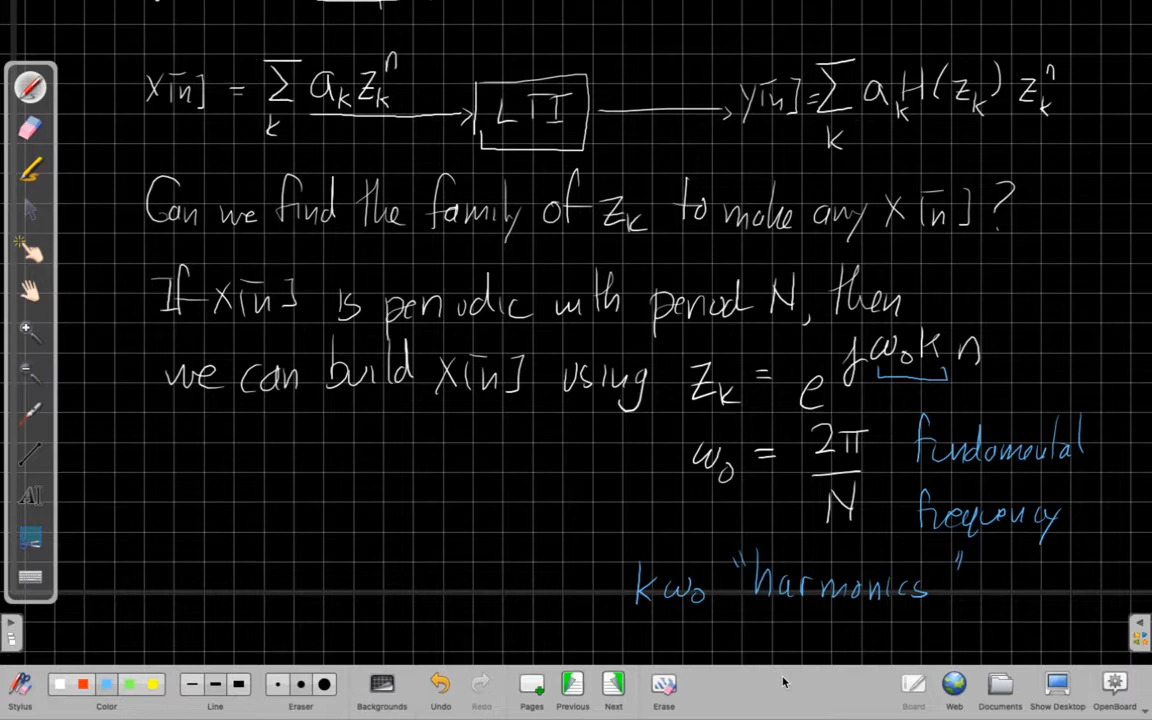 x[n] = Σ_k a_k z_k^n → LTI → y[n] = Σ_k a_k H(z_k) z_k^n
Can we find the family of z_k to make any x[n]?
If x[n] is periodic with period N, then
we can build x[n] using z_k = e^{jω₀k n}
ω₀ = 2π/N fundamental
frequency
kω₀ "harmonics"
Stylus Color Line Eraser Backgrounds Undo Redo Pages Previous Next Erase Board Web Documents Show Desktop OpenBoard